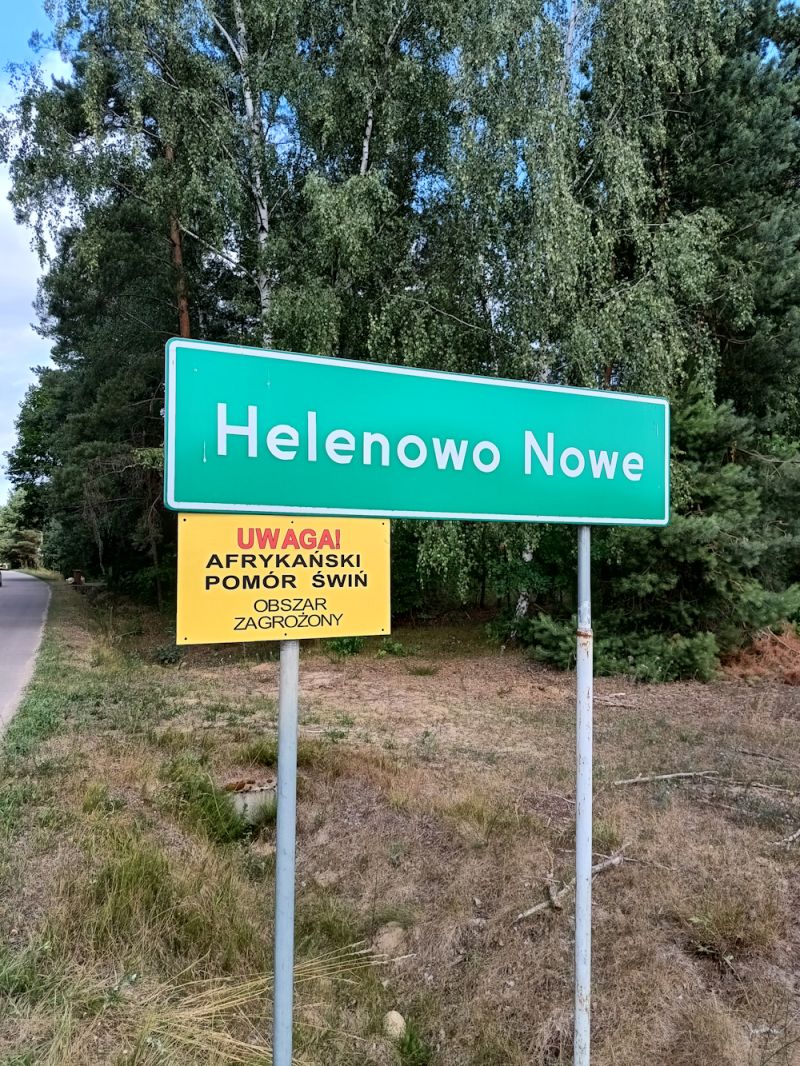 Helenowo Nowe
UWAGA!
AFRYKAŃSKI
POMÓR ŚWIŃ
OBSZAR
ZAGROŻONY